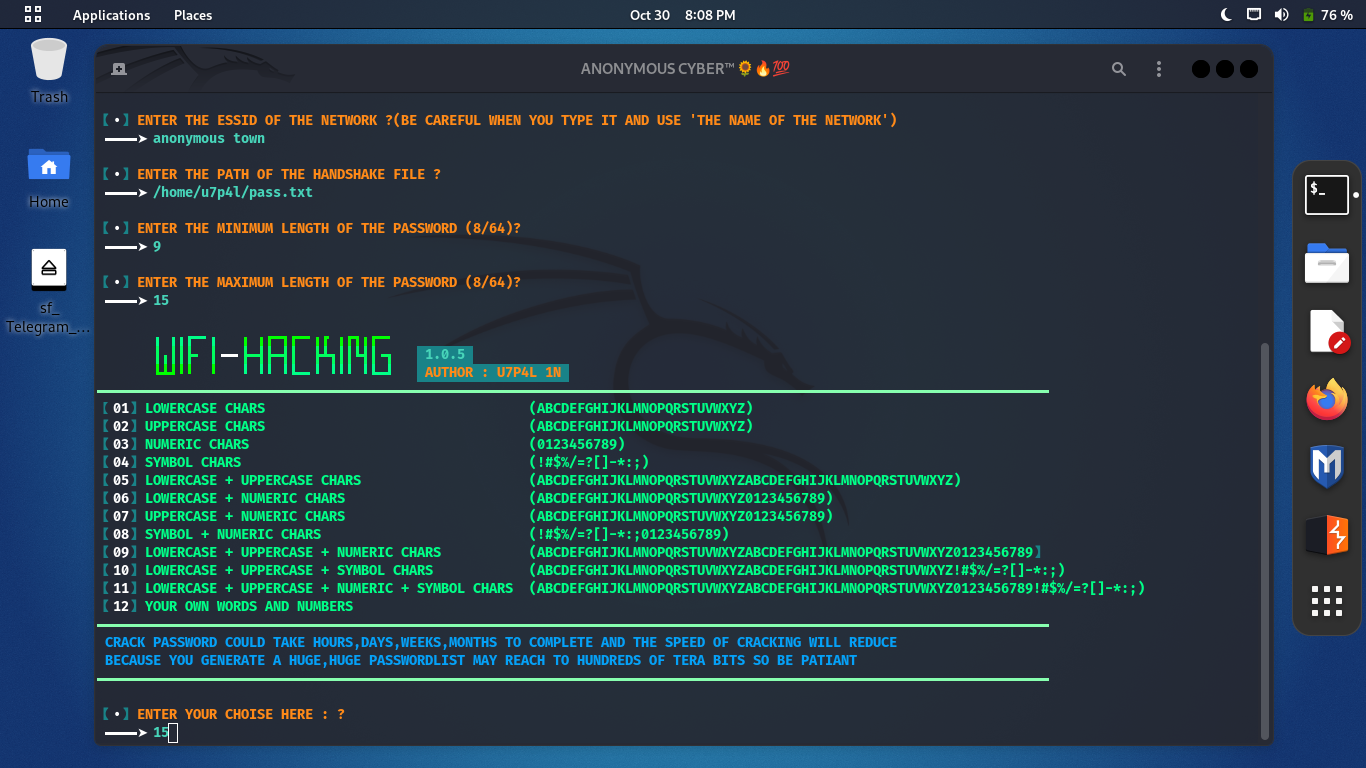 Applications Places Oct 30 8:08 PM 76 %
ANONYMOUS CYBER™🌻🔥💯
Trash
Home
sf_
Telegram_...
$_
【 • 】ENTER THE ESSID OF THE NETWORK ?(BE CAREFUL WHEN YOU TYPE IT AND USE 'THE NAME OF THE NETWORK')
━━━━➤ anonymous town
【 • 】ENTER THE PATH OF THE HANDSHAKE FILE ?
━━━━➤ /home/u7p4l/pass.txt
【 • 】ENTER THE MINIMUM LENGTH OF THE PASSWORD (8/64)?
━━━━➤ 9
【 • 】ENTER THE MAXIMUM LENGTH OF THE PASSWORD (8/64)?
━━━━➤ 15
WIFI-HACKING
1.0.5
AUTHOR : U7P4L 1N
【 01】LOWERCASE CHARS (ABCDEFGHIJKLMNOPQRSTUVWXYZ)
【 02】UPPERCASE CHARS (ABCDEFGHIJKLMNOPQRSTUVWXYZ)
【 03】NUMERIC CHARS (0123456789)
【 04】SYMBOL CHARS (!#$%/=?[]-*:;)
【 05】LOWERCASE + UPPERCASE CHARS (ABCDEFGHIJKLMNOPQRSTUVWXYZABCDEFGHIJKLMNOPQRSTUVWXYZ)
【 06】LOWERCASE + NUMERIC CHARS (ABCDEFGHIJKLMNOPQRSTUVWXYZ0123456789)
【 07】UPPERCASE + NUMERIC CHARS (ABCDEFGHIJKLMNOPQRSTUVWXYZ0123456789)
【 08】SYMBOL + NUMERIC CHARS (!#$%/=?[]-*:;0123456789)
【 09】LOWERCASE + UPPERCASE + NUMERIC CHARS (ABCDEFGHIJKLMNOPQRSTUVWXYZABCDEFGHIJKLMNOPQRSTUVWXYZ0123456789】
【 10】LOWERCASE + UPPERCASE + SYMBOL CHARS (ABCDEFGHIJKLMNOPQRSTUVWXYZABCDEFGHIJKLMNOPQRSTUVWXYZ!#$%/=?[]-*:;)
【 11】LOWERCASE + UPPERCASE + NUMERIC + SYMBOL CHARS (ABCDEFGHIJKLMNOPQRSTUVWXYZABCDEFGHIJKLMNOPQRSTUVWXYZ0123456789!#$%/=?[]-*:;)
【 12】YOUR OWN WORDS AND NUMBERS
CRACK PASSWORD COULD TAKE HOURS,DAYS,WEEKS,MONTHS TO COMPLETE AND THE SPEED OF CRACKING WILL REDUCE
BECAUSE YOU GENERATE A HUGE,HUGE PASSWORDLIST MAY REACH TO HUNDREDS OF TERA BITS SO BE PATIANT
【 • 】ENTER YOUR CHOISE HERE : ?
━━━━➤ 15